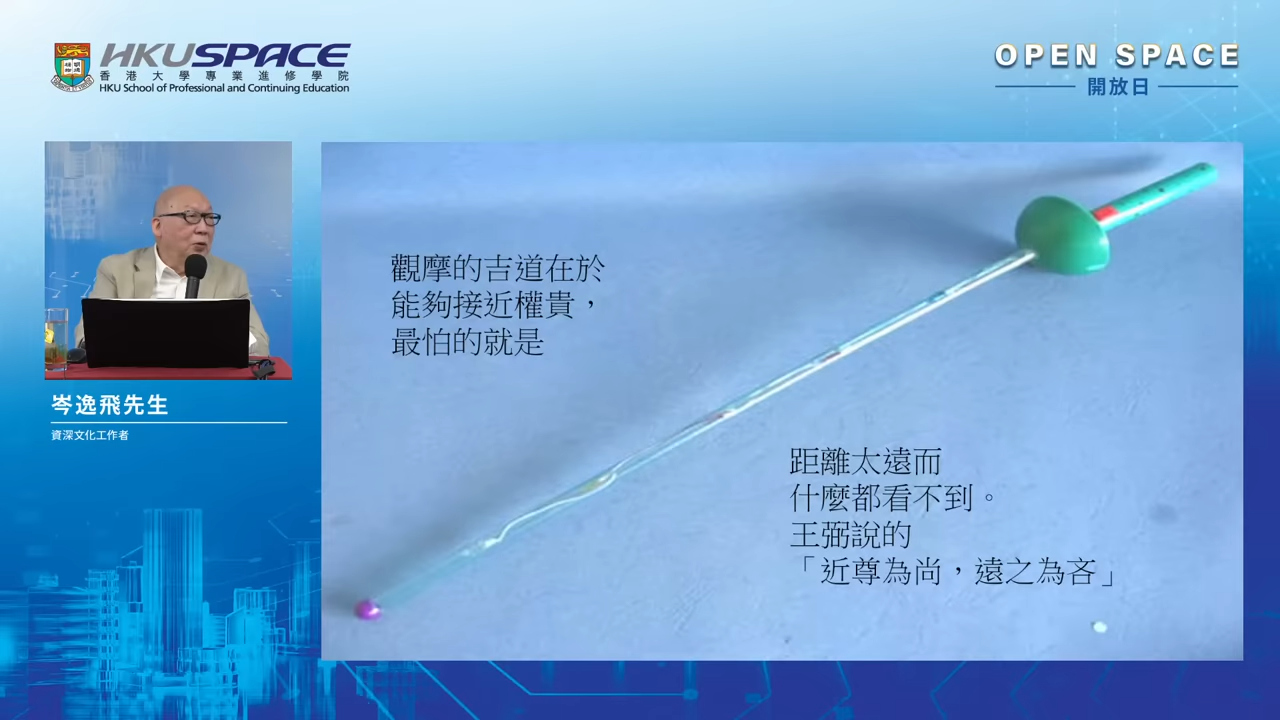 HKUSPACE
香港大學專業進修學院
HKU School of Professional and Continuing Education
OPEN SPACE
開放日
岑逸飛先生
資深文化工作者
觀摩的吉道在於
能夠接近權貴，
最怕的就是
距離太遠而
什麼都看不到。
王弼說的
「近尊為尚，遠之為吝」